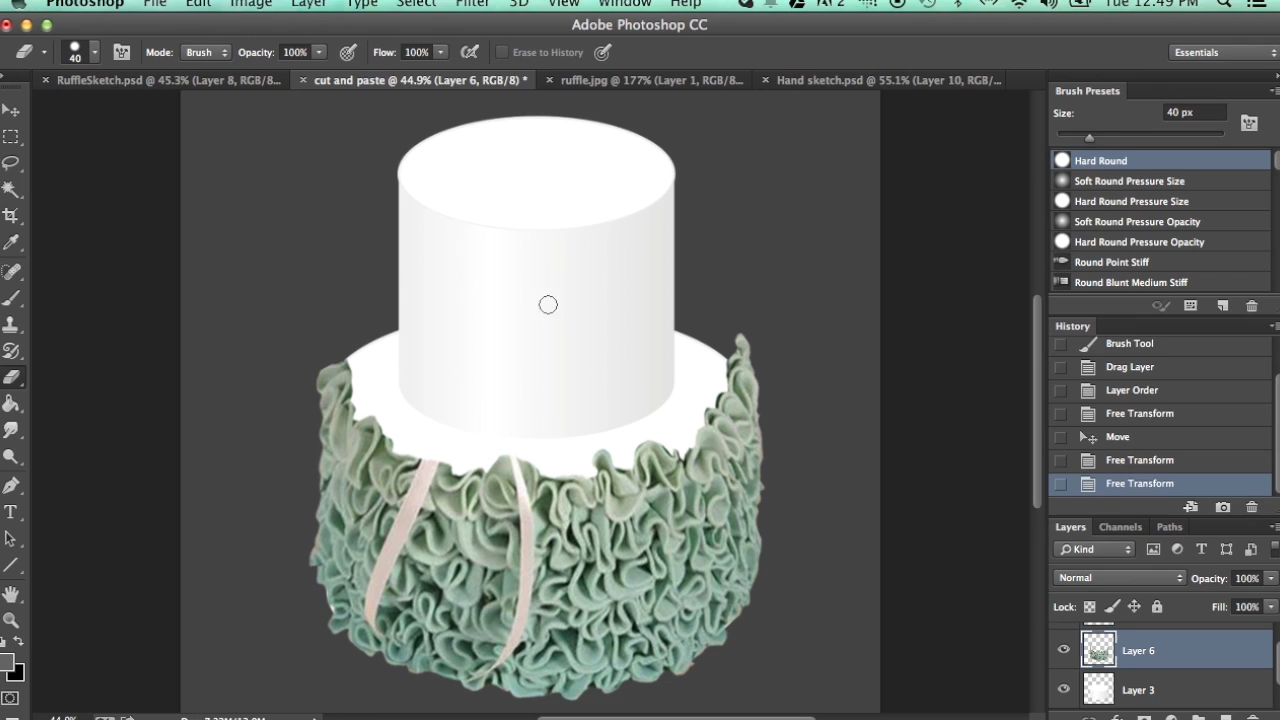 Photoshop File Edit Image Layer Type Select Filter 3D View Window Help 2 Tue 12:49 PM
Adobe Photoshop CC
40 Mode: Brush Opacity: 100% Flow: 100% Erase to History Essentials
× RuffleSketch.psd @ 45.3% (Layer 8, RGB/8... × cut and paste @ 44.9% (Layer 6, RGB/8) * × ruffle.jpg @ 177% (Layer 1, RGB/8... × Hand sketch.psd @ 55.1% (Layer 10, RGB/...
Brush Presets
Size: 40 px
Hard Round
Soft Round Pressure Size
Hard Round Pressure Size
Soft Round Pressure Opacity
Hard Round Pressure Opacity
Round Point Stiff
Round Blunt Medium Stiff
History
Brush Tool
Drag Layer
Layer Order
Free Transform
Move
Free Transform
Free Transform
Layers Channels Paths
Kind
Normal Opacity: 100%
Lock: Fill: 100%
Layer 6
Layer 3